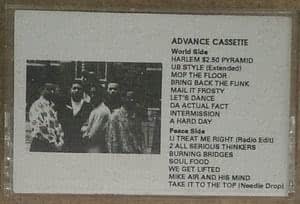 ADVANCE CASSETTE
World Side
HARLEM $2.50 PYRAMID
UB STYLE (Extended)
MOP THE FLOOR
BRING BACK THE FUNK
MAIL IT FROSTY
LET'S DANCE
DA ACTUAL FACT
INTERMISSION
A HARD DAY
Peace Side
U TREAT ME RIGHT (Radio Edit)
2 ALL SERIOUS THINKERS
BURNING BRIDGES
SOUL FOOD
WE GET LIFTED
MIKE AIR AND HIS MIND
TAKE IT TO THE TOP (Needle Drop)